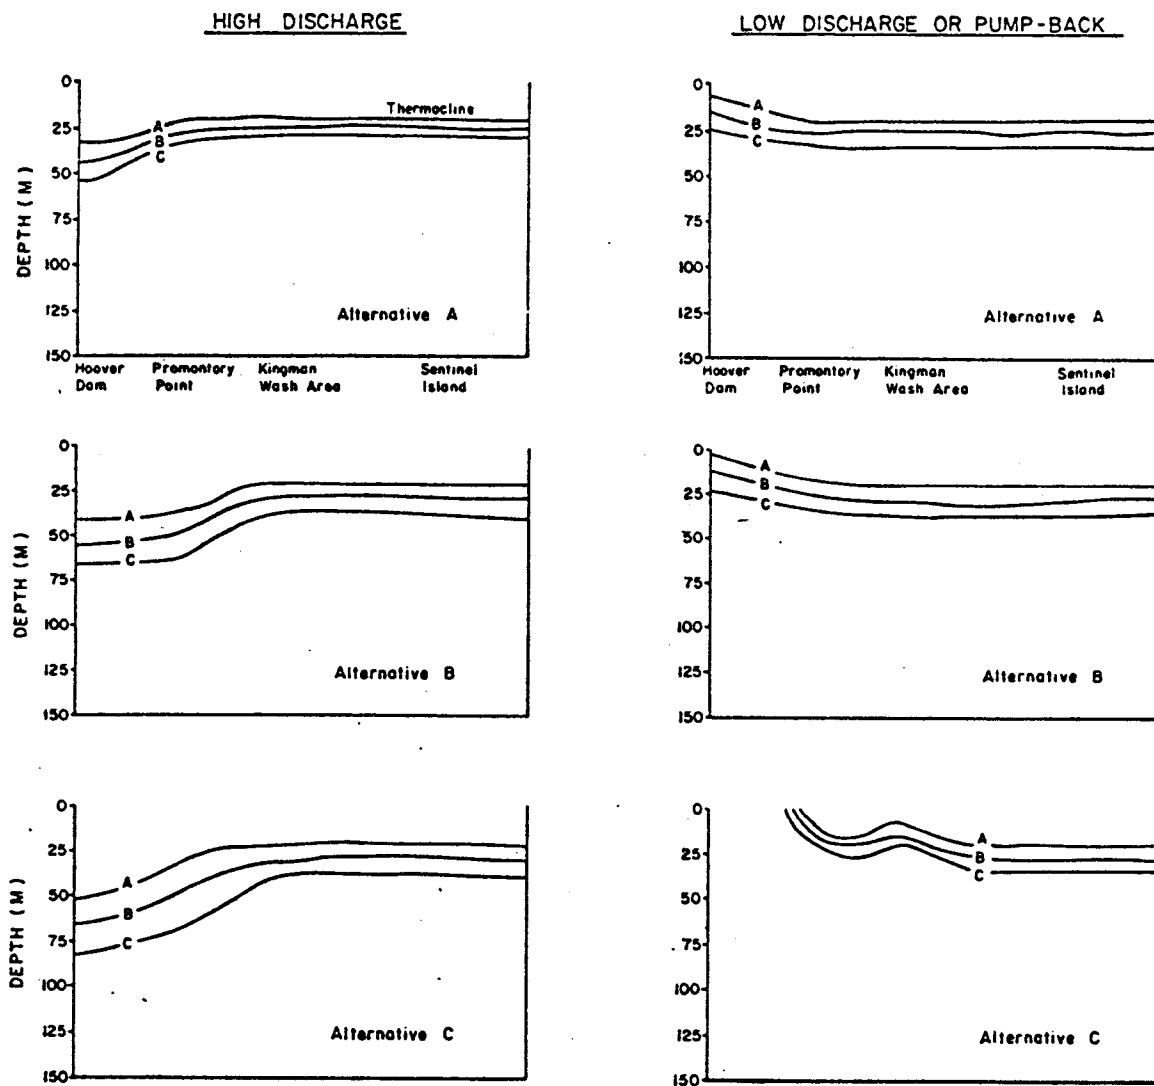 HIGH DISCHARGE
LOW DISCHARGE OR PUMP-BACK
0
25
50
75
100
125
150
DEPTH (M)
Thermocline
A
B
C
Alternative A
Hoover Dam
Promontory Point
Kingman Wash Area
Sentinel Island
0
25
50
75
100
125
150
A
B
C
Alternative A
Hoover Dam
Promontory Point
Kingman Wash Area
Sentinel Island
0
25
50
75
100
125
150
DEPTH (M)
A
B
C
Alternative B
0
25
50
75
100
125
150
A
B
C
Alternative B
0
25
50
75
100
125
150
DEPTH (M)
A
B
C
Alternative C
0
25
50
75
100
125
150
A
B
C
Alternative C